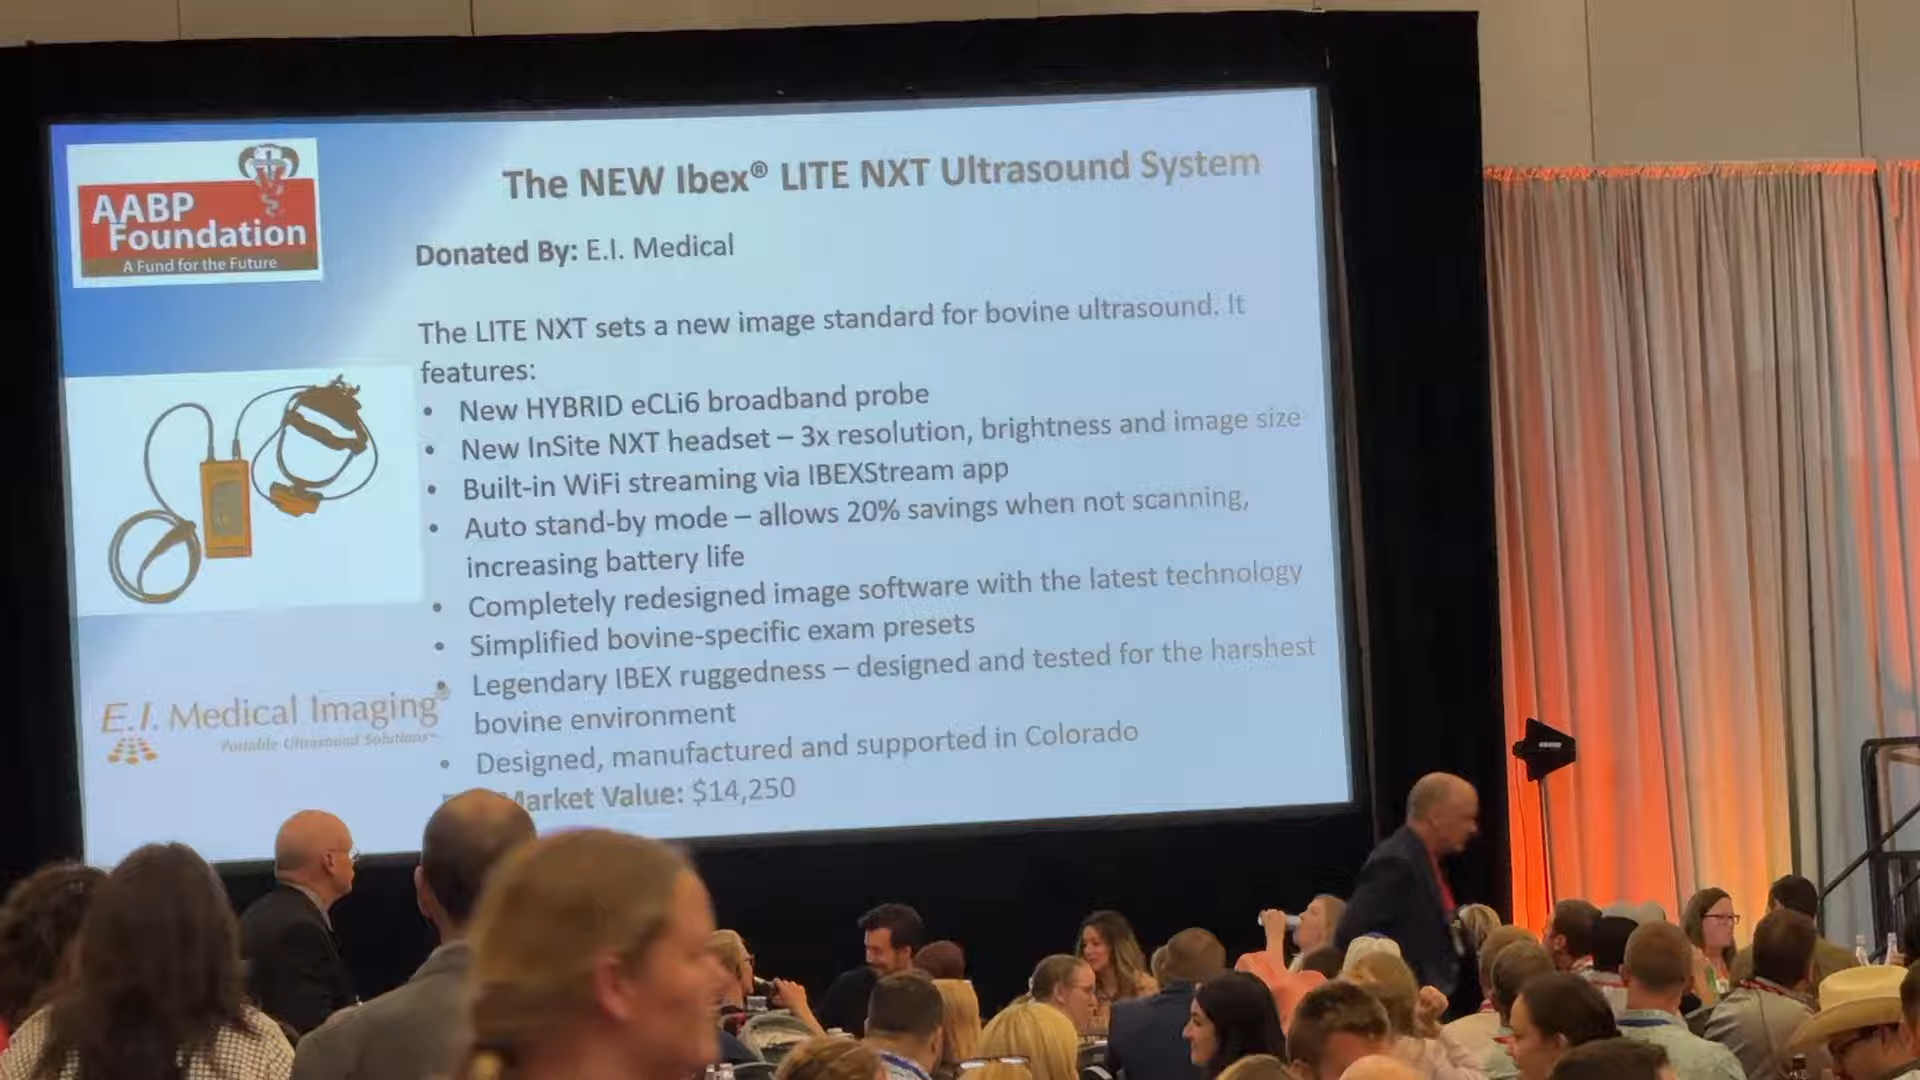 AABP
Foundation
A Fund for the Future
The NEW Ibex® LITE NXT Ultrasound System
Donated By: E.I. Medical
The LITE NXT sets a new image standard for bovine ultrasound. It
features:
• New HYBRID eCLi6 broadband probe
• New InSite NXT headset – 3x resolution, brightness and image size
• Built-in WiFi streaming via IBEXStream app
• Auto stand-by mode – allows 20% savings when not scanning,
increasing battery life
• Completely redesigned image software with the latest technology
• Simplified bovine-specific exam presets
• Legendary IBEX ruggedness – designed and tested for the harshest
bovine environment
• Designed, manufactured and supported in Colorado
Market Value: $14,250
E.I. Medical Imaging®
Portable Ultrasound Solutions™